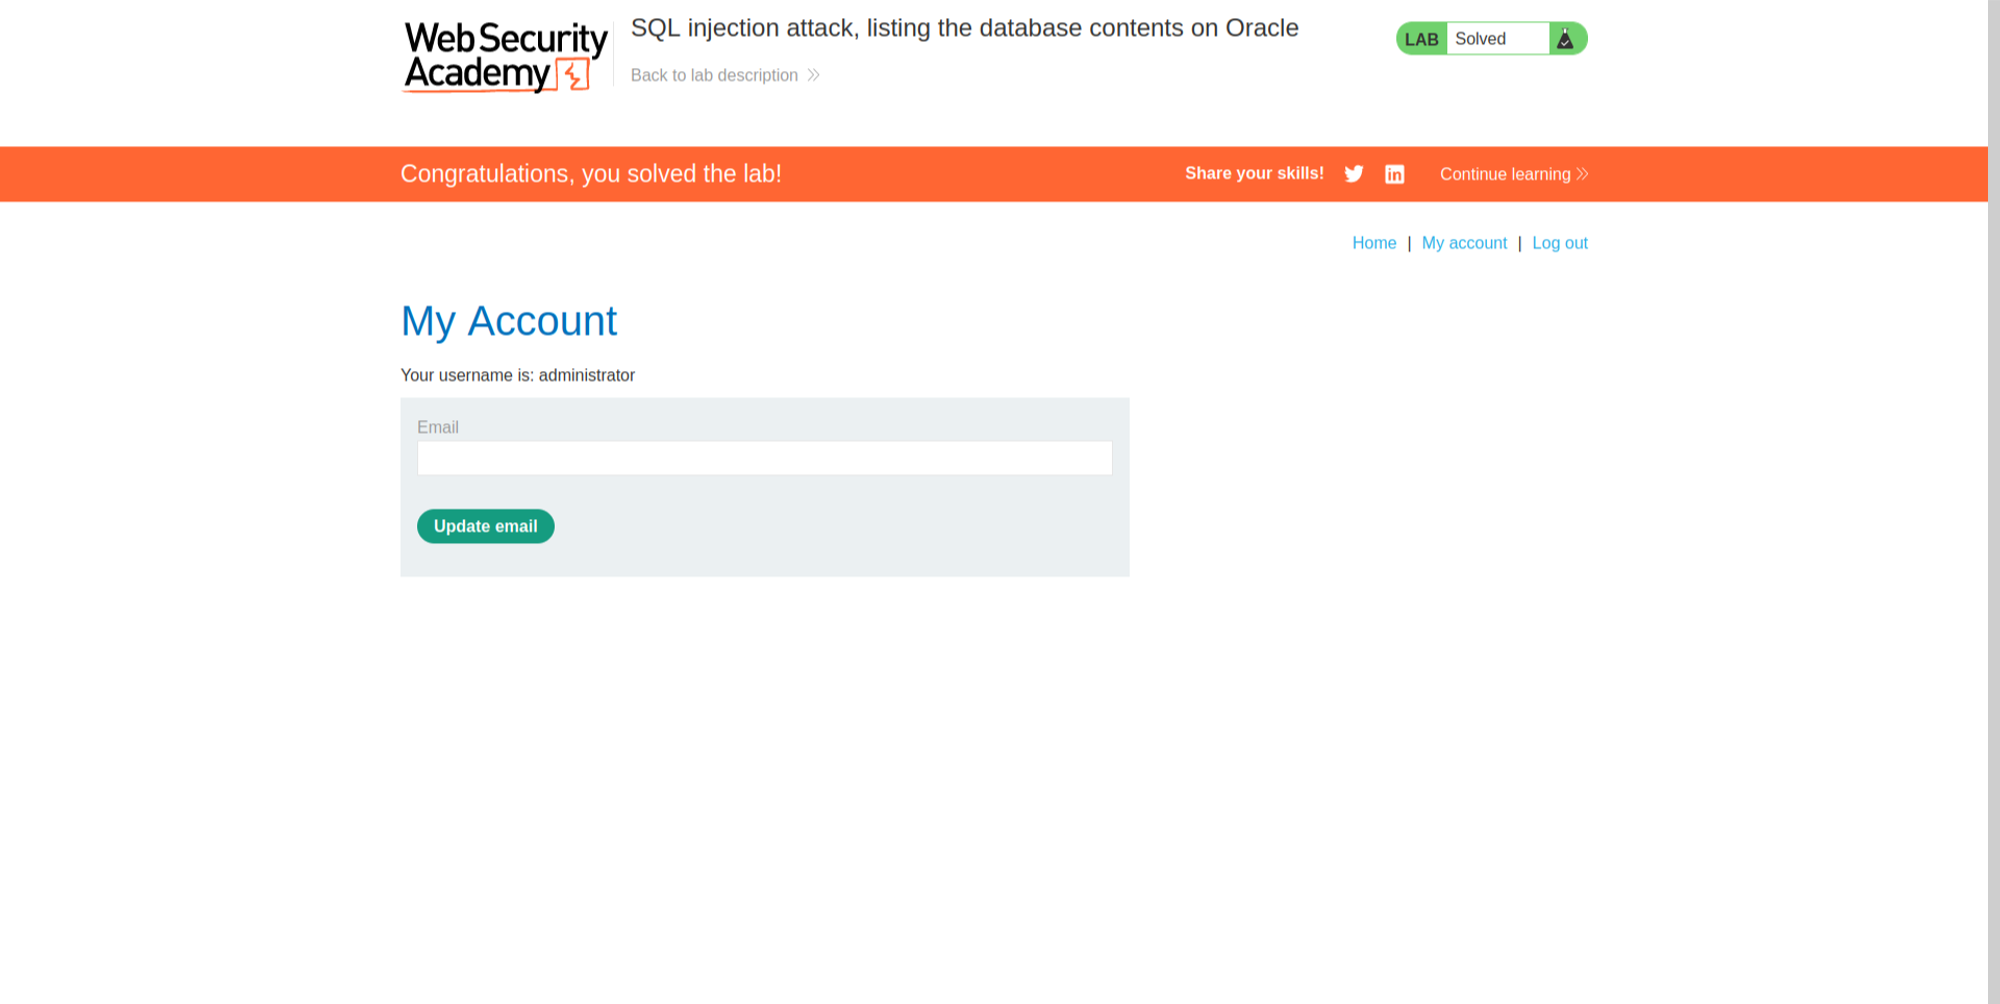 Web Security
Academy
SQL injection attack, listing the database contents on Oracle
Back to lab description
LAB Solved
Congratulations, you solved the lab!
Share your skills!
Continue learning
Home | My account | Log out
My Account
Your username is: administrator
Email
Update email